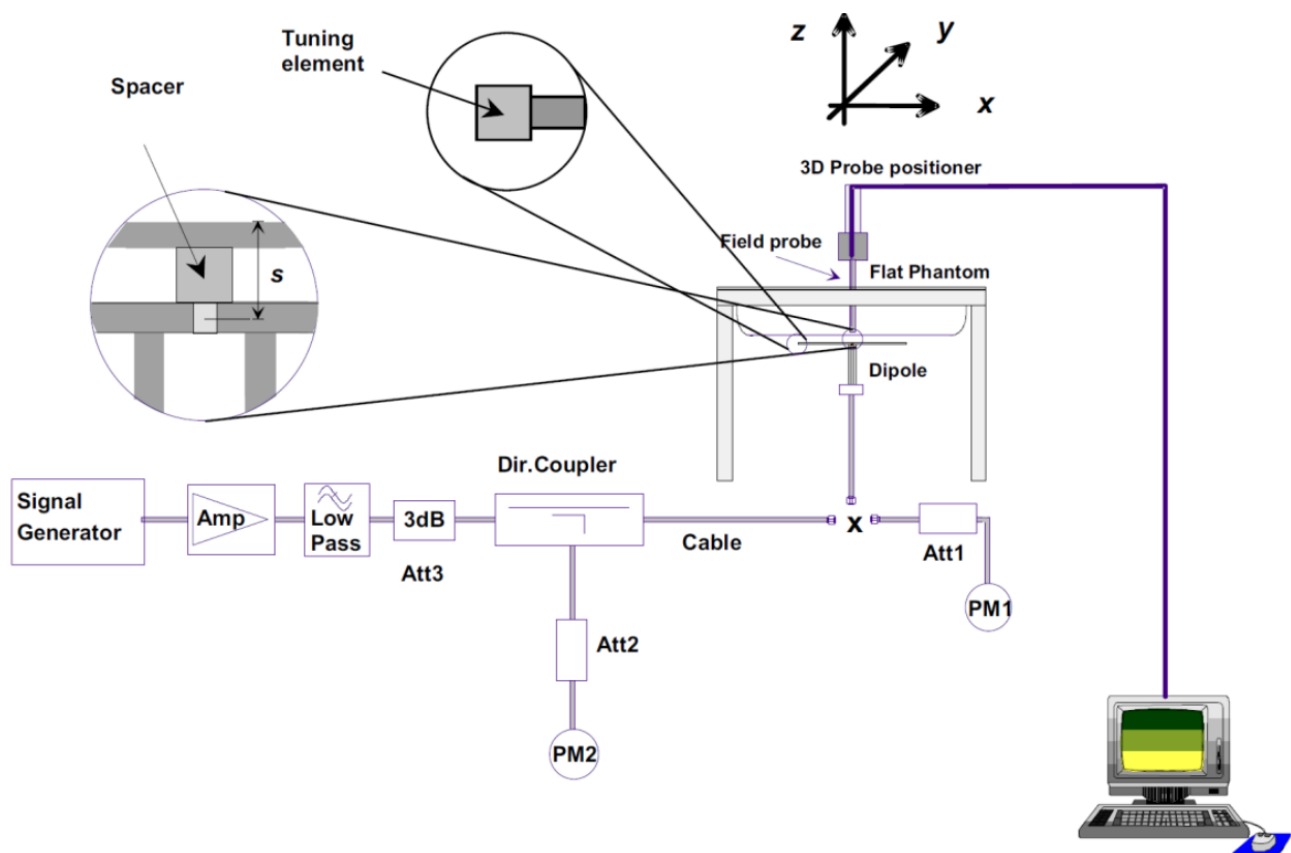 Tuning
element
Spacer
z
y
x
3D Probe positioner
Field probe
Flat Phantom
s
Dipole
Dir.Coupler
Signal
Generator
Amp
Low
Pass
3dB
Att3
Cable
x
Att1
PM1
Att2
PM2